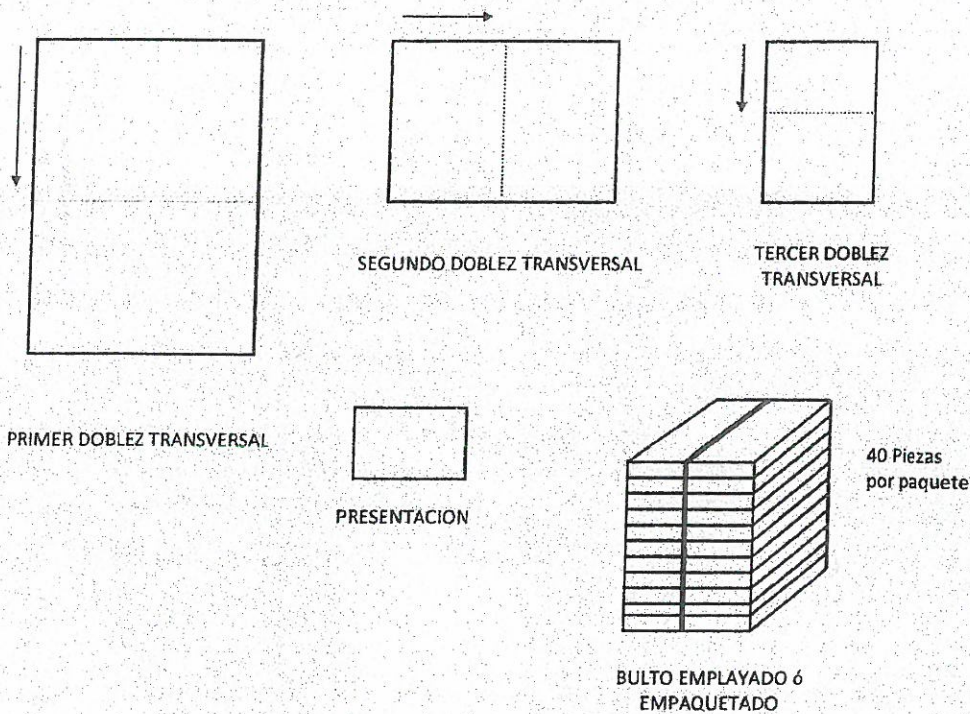 SEGUNDO DOBLEZ TRANSVERSAL
TERCER DOBLEZ
TRANSVERSAL
PRIMER DOBLEZ TRANSVERSAL
PRESENTACION
40 Piezas
por paquete
BULTO EMPLAYADO ó
EMPAQUETADO